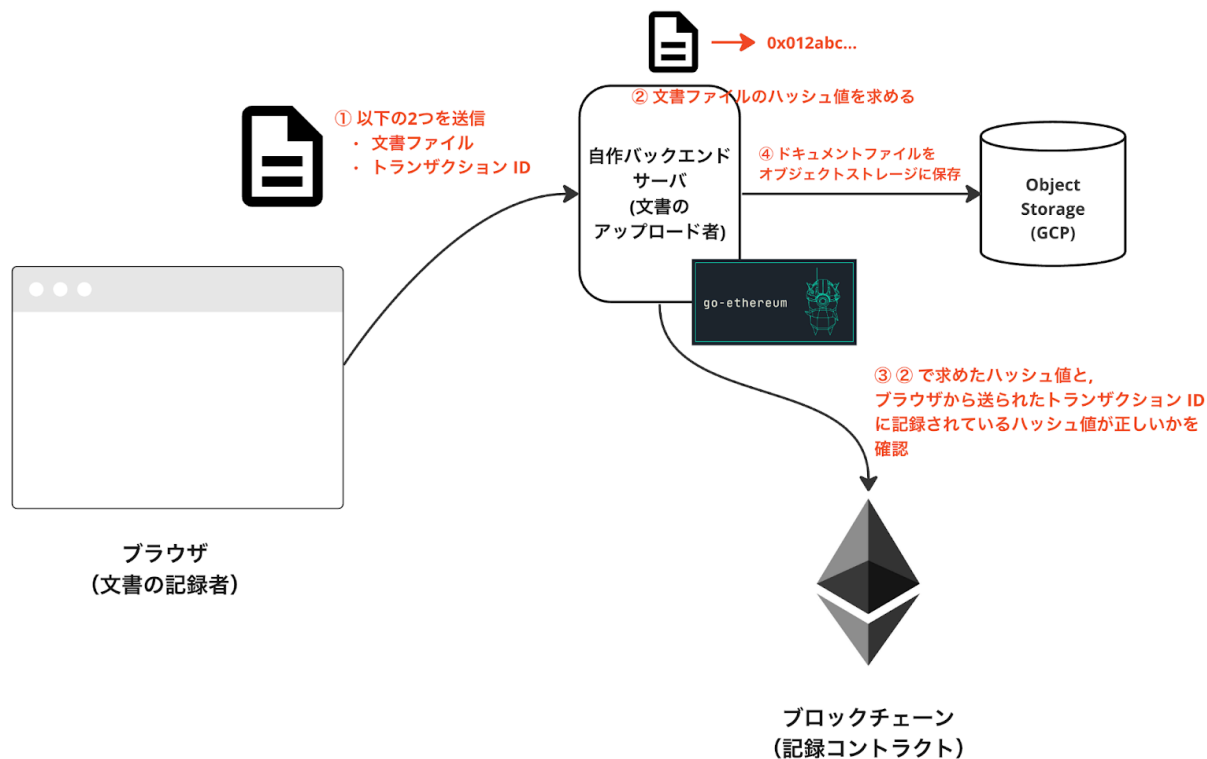 0x012abc...
② 文書ファイルのハッシュ値を求める
① 以下の2つを送信
・ 文書ファイル
・ トランザクション ID
自作バックエンド
サーバ
(文書の
アップロード者)
④ ドキュメントファイルを
オブジェクトストレージに保存
Object
Storage
(GCP)
go-ethereum
③ ② で求めたハッシュ値と,
ブラウザから送られたトランザクション ID
に記録されているハッシュ値が正しいかを
確認
ブラウザ
（文書の記録者）
ブロックチェーン
（記録コントラクト）